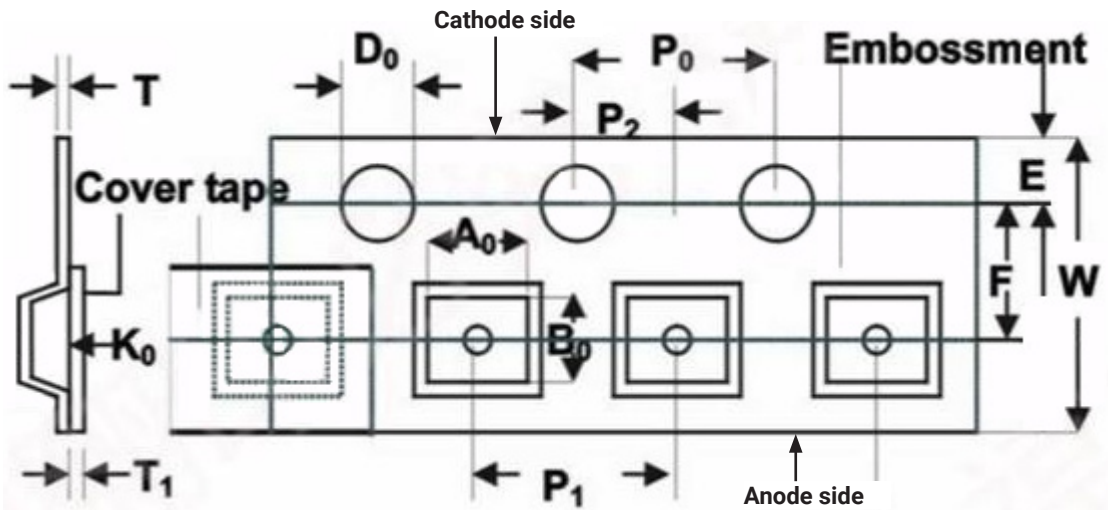 Cathode side
D0
P0
Embossment
T
P2
E
Cover tape
A0
F
W
B0
K0
P1
T1
Anode side